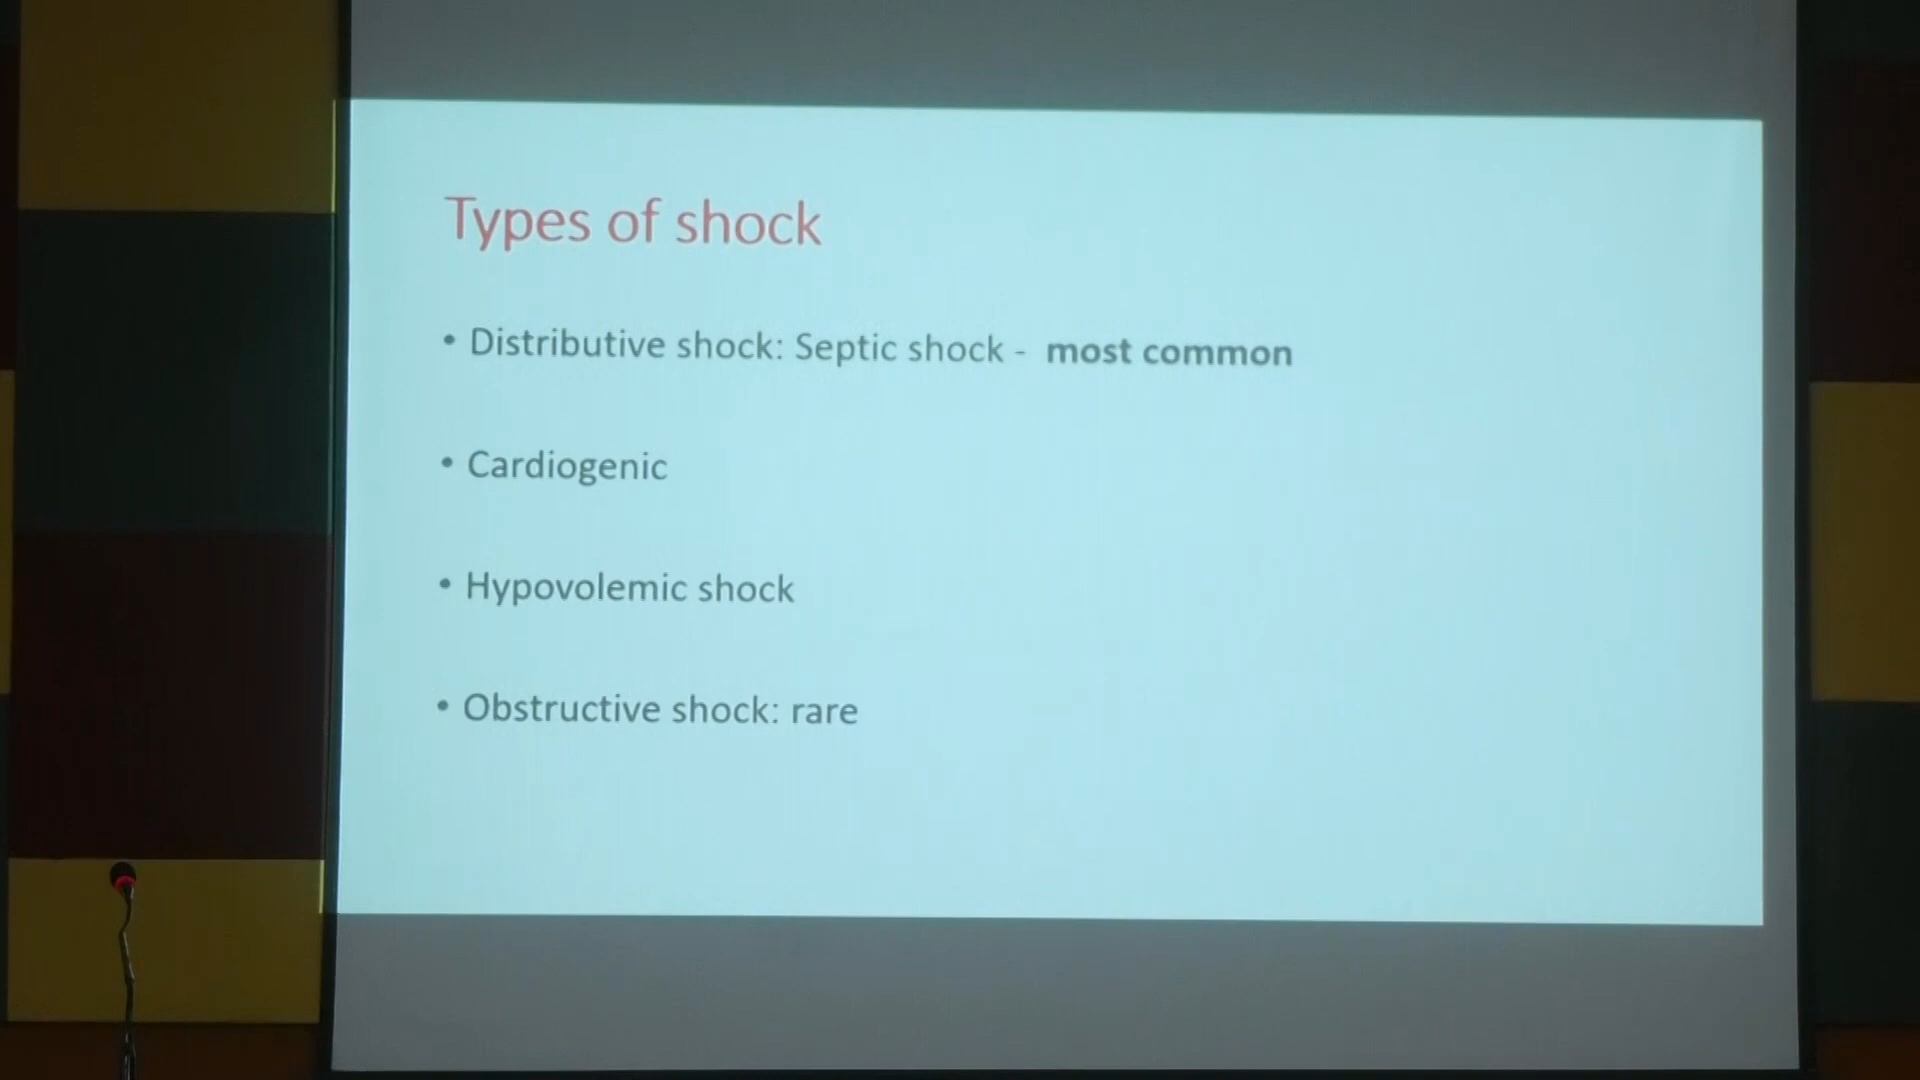 Types of shock
• Distributive shock: Septic shock - most common
• Cardiogenic
• Hypovolemic shock
• Obstructive shock: rare